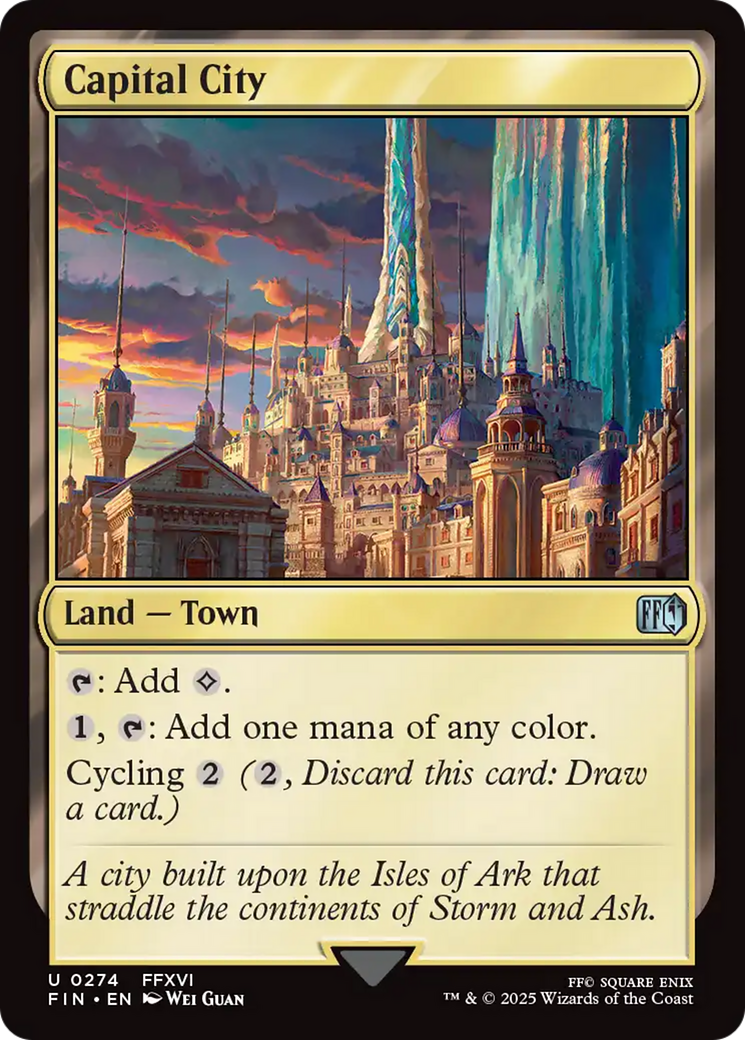 Capital City
Land — Town
FF
: Add .
1, : Add one mana of any color.
Cycling 2 (2, Discard this card: Draw
a card.)
A city built upon the Isles of Ark that
straddle the continents of Storm and Ash.
U 0274 FFXVI
FIN • EN Wei Guan
FF© SQUARE ENIX
™ & © 2025 Wizards of the Coast